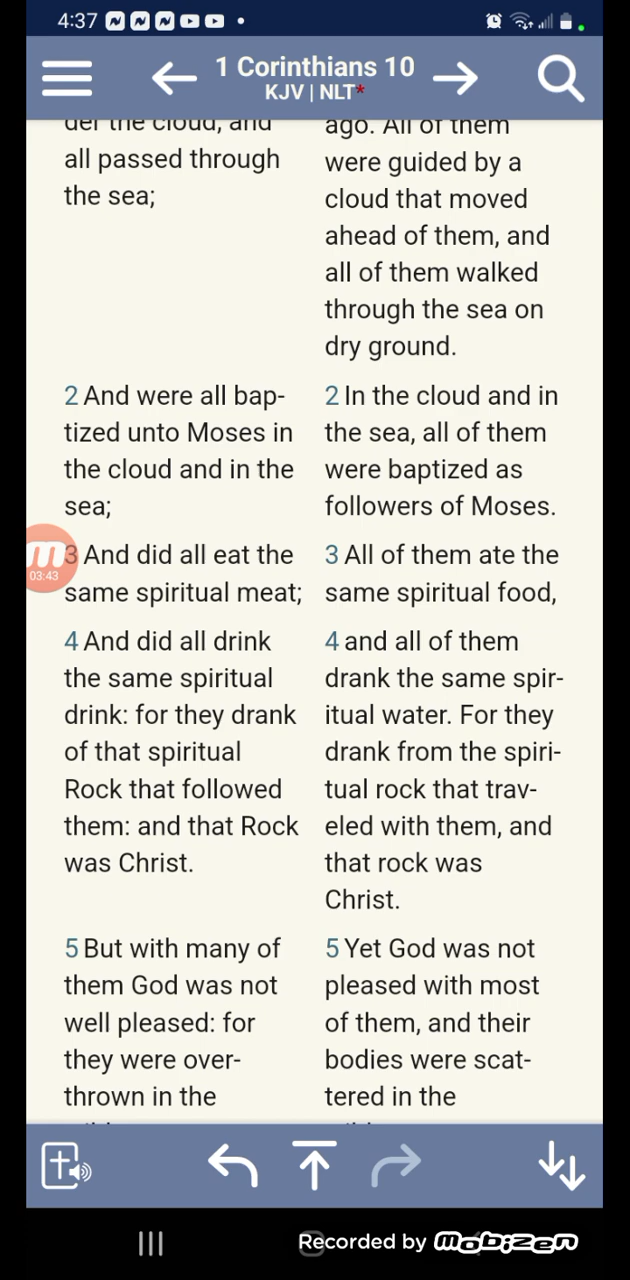 4:37
1 Corinthians 10
KJV | NLT*
der the cloud, and
all passed through
the sea;
ago. All of them
were guided by a
cloud that moved
ahead of them, and
all of them walked
through the sea on
dry ground.
2 And were all bap-
tized unto Moses in
the cloud and in the
sea;
2 In the cloud and in
the sea, all of them
were baptized as
followers of Moses.
3 And did all eat the
same spiritual meat;
3 All of them ate the
same spiritual food,
m
03:43
4 And did all drink
the same spiritual
drink: for they drank
of that spiritual
Rock that followed
them: and that Rock
was Christ.
4 and all of them
drank the same spir-
itual water. For they
drank from the spiri-
tual rock that trav-
eled with them, and
that rock was
Christ.
5 But with many of
them God was not
well pleased: for
they were over-
thrown in the
5 Yet God was not
pleased with most
of them, and their
bodies were scat-
tered in the
Recorded by mobizen